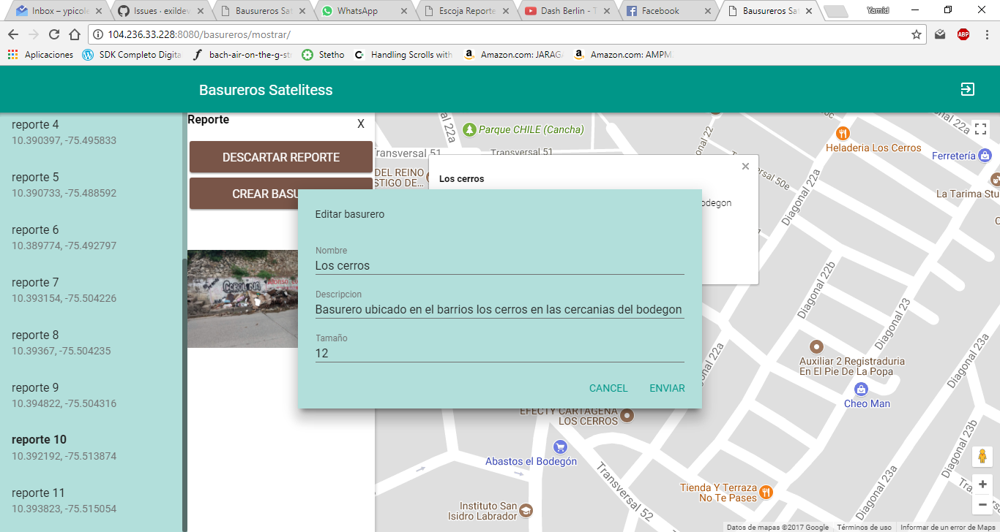 Inbox – ypicole
Issues · exildev
Bausureros Sat
WhatsApp
Escoja Reporte
Dash Berlin - T
Facebook
Bausureros Sat
Yamid
104.236.33.228:8080/basureros/mostrar/
ABP
Aplicaciones
SDK Completo Digita
bach-air-on-the-g-st
Stetho
Handling Scrolls with
Amazon.com: JARAGA
Amazon.com: AMPM
Basureros Satelitess
reporte 4
10.390397, -75.495833
reporte 5
10.390733, -75.488592
reporte 6
10.389774, -75.492797
reporte 7
10.393154, -75.504226
reporte 8
10.39367, -75.504235
reporte 9
10.394822, -75.504316
reporte 10
10.392192, -75.513874
reporte 11
10.393823, -75.515054
Reporte
X
DESCARTAR REPORTE
CREAR BASU
Los cerros
odegon
Editar basurero
Nombre
Los cerros
Descripcion
Basurero ubicado en el barrios los cerros en las cercanias del bodegon
Tamaño
12
CANCEL
ENVIAR
Parque CHILE (Cancha)
Transversal 51
Transversal 51
DEL REINO
STIGO DE...
22a
Diagonal 22a
sversal 50e
Heladeria Los Cerros
Ferretería
La Tarima Stu
Diagonal 22b
Diagonal 23
Diagonal 23a
Diagonal 22a
Auxiliar 2 Registraduria
En El Pie De La Popa
Cheo Man
EFECTY CARTAGENA
LOS CERROS
Abastos el Bodegón
Transversal 52
Tienda Y Terraza
No Te Pases
Instituto San
Isidro Labrador
Diagonal 23b
Diagonal 23a
Datos de mapas ©2017 Google
Términos de uso
Informar de un error de Maps